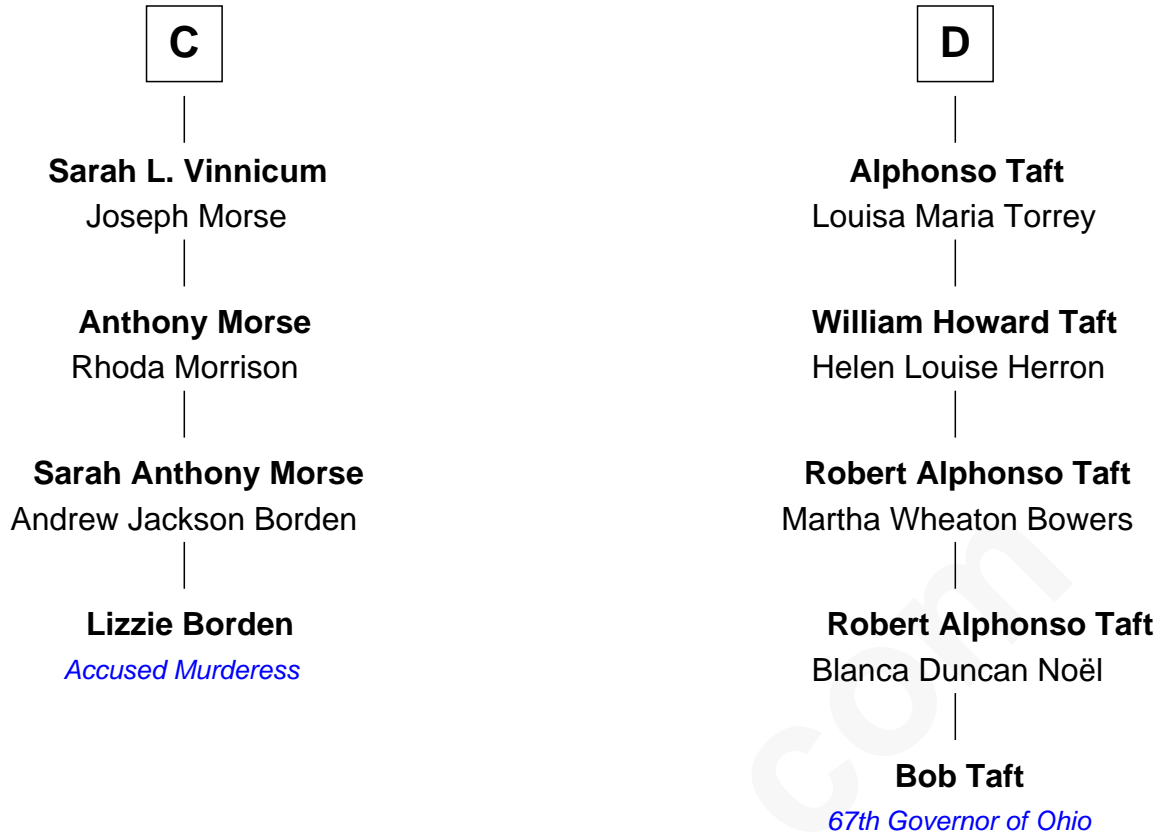 C
Sarah L. Vinnicum
Joseph Morse
Anthony Morse
Rhoda Morrison
Sarah Anthony Morse
Andrew Jackson Borden
Lizzie Borden
Accused Murderess
D
Alphonso Taft
Louisa Maria Torrey
William Howard Taft
Helen Louise Herron
Robert Alphonso Taft
Martha Wheaton Bowers
Robert Alphonso Taft
Blanca Duncan Noël
Bob Taft
67th Governor of Ohio
com